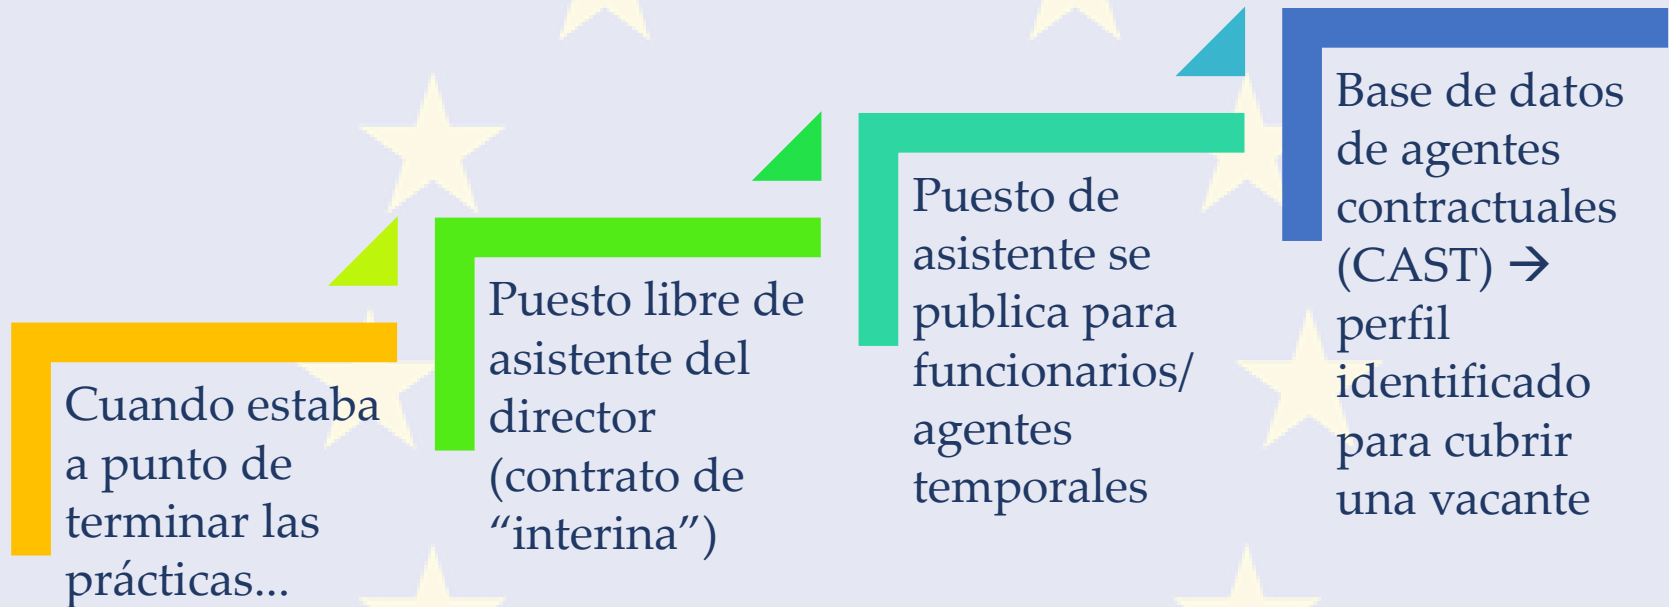 Cuando estaba
a punto de
terminar las
prácticas...
Puesto libre de
asistente del
director
(contrato de
“interina”)
Puesto de
asistente se
publica para
funcionarios/
agentes
temporales
Base de datos
de agentes
contractuales
(CAST) →
perfil
identificado
para cubrir
una vacante